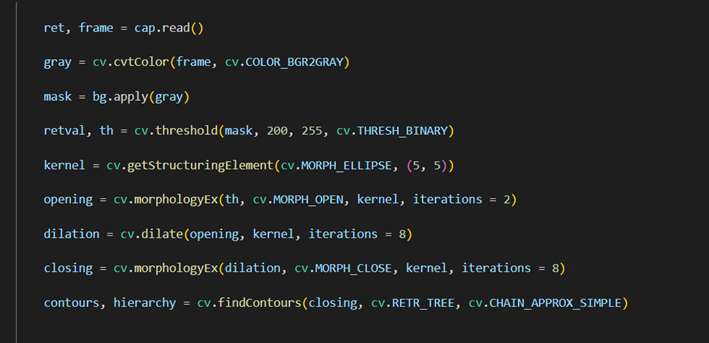 ret, frame = cap.read()
gray = cv.cvtColor(frame, cv.COLOR_BGR2GRAY)
mask = bg.apply(gray)
retval, th = cv.threshold(mask, 200, 255, cv.THRESH_BINARY)
kernel = cv.getStructuringElement(cv.MORPH_ELLIPSE, (5, 5))
opening = cv.morphologyEx(th, cv.MORPH_OPEN, kernel, iterations = 2)
dilation = cv.dilate(opening, kernel, iterations = 8)
closing = cv.morphologyEx(dilation, cv.MORPH_CLOSE, kernel, iterations = 8)
contours, hierarchy = cv.findContours(closing, cv.RETR_TREE, cv.CHAIN_APPROX_SIMPLE)